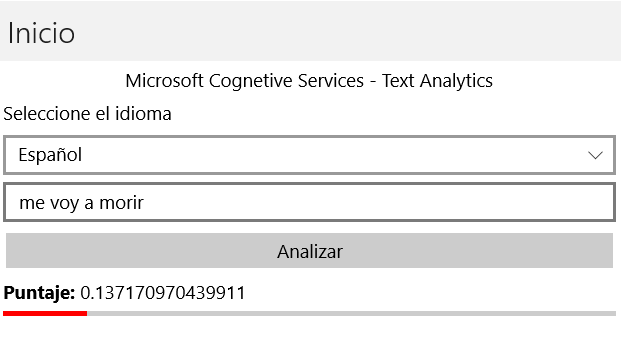 Inicio
Microsoft Cognetive Services - Text Analytics
Seleccione el idioma
Español
me voy a morir
Analizar
Puntaje: 0.137170970439911